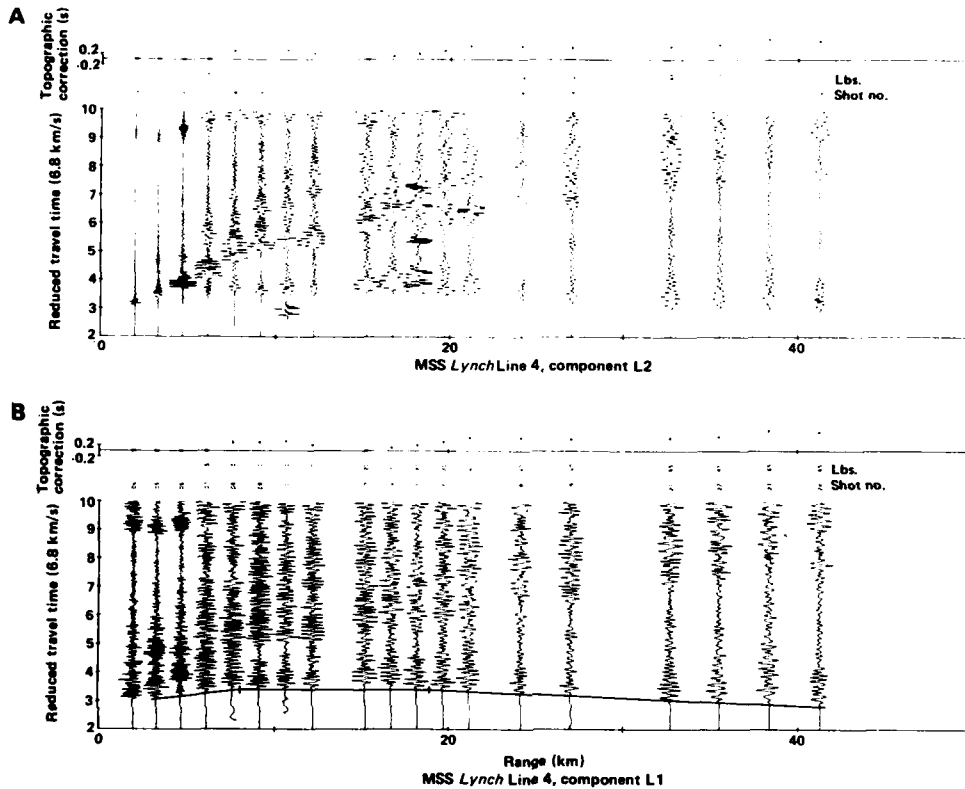 A
Topographic
correction (s)
0.2
-0.2
Lbs.
Shot no.
Reduced travel time (6.8 km/s)
10
9
8
7
6
5
4
3
2
0
20
40
MSS Lynch Line 4, component L2
B
Topographic
correction (s)
0.2
-0.2
Lbs.
Shot no.
Reduced travel time (6.8 km/s)
10
9
8
7
6
5
4
3
2
0
20
40
Range (km)
MSS Lynch Line 4, component L1